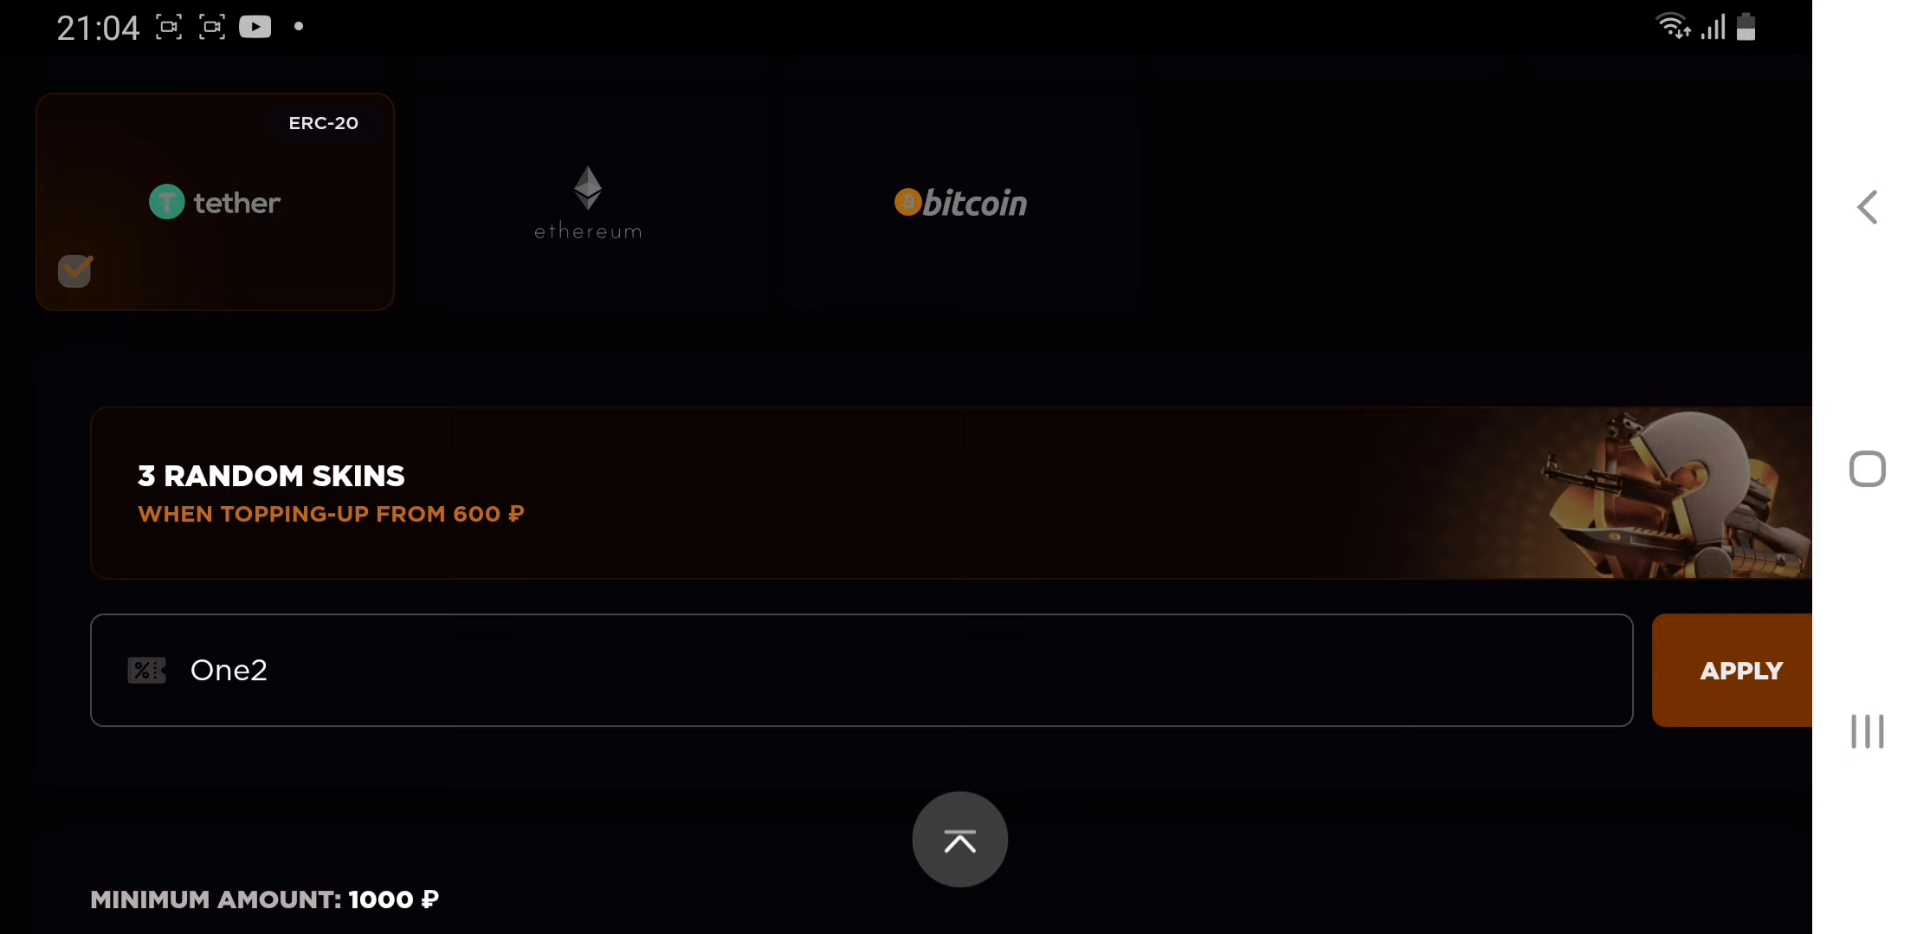 21:04
ERC-20
tether
ethereum
bitcoin
3 RANDOM SKINS
WHEN TOPPING-UP FROM 600 ₽
% One2
APPLY
MINIMUM AMOUNT: 1000 ₽